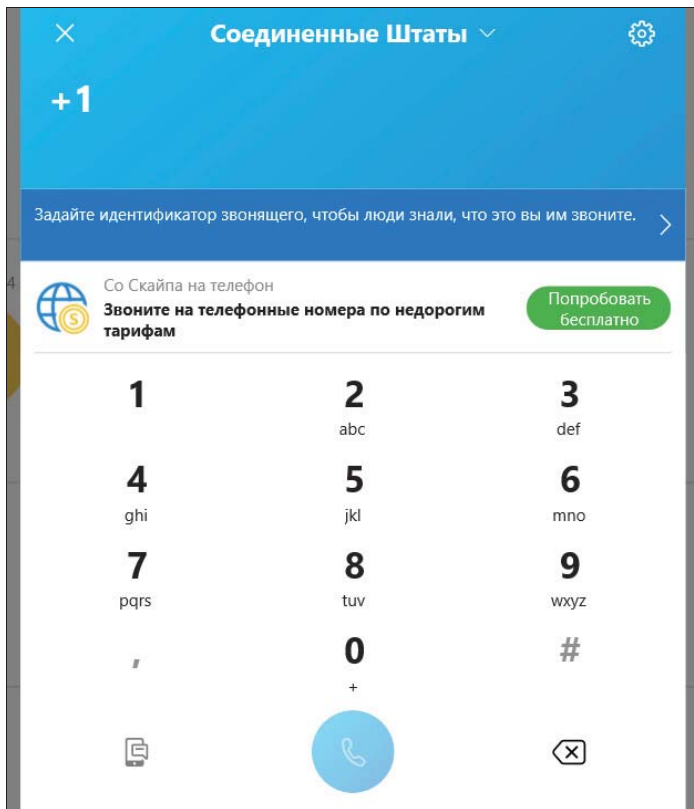 Соединенные Штаты
+1
Задайте идентификатор звонящего, чтобы люди знали, что это вы им звоните.
Со Скайпа на телефон
Звоните на телефонные номера по недорогим
тарифам
Попробовать
бесплатно
1 2 3
abc def
4 5 6
ghi jkl mno
7 8 9
pqrs tuv wxyz
, 0 #
+